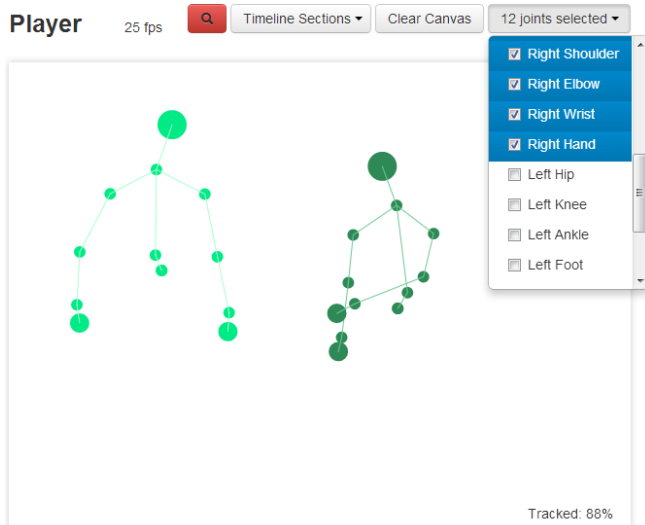 Player
25 fps
Timeline Sections
Clear Canvas
12 joints selected
Right Shoulder
Right Elbow
Right Wrist
Right Hand
Left Hip
Left Knee
Left Ankle
Left Foot
Tracked: 88%